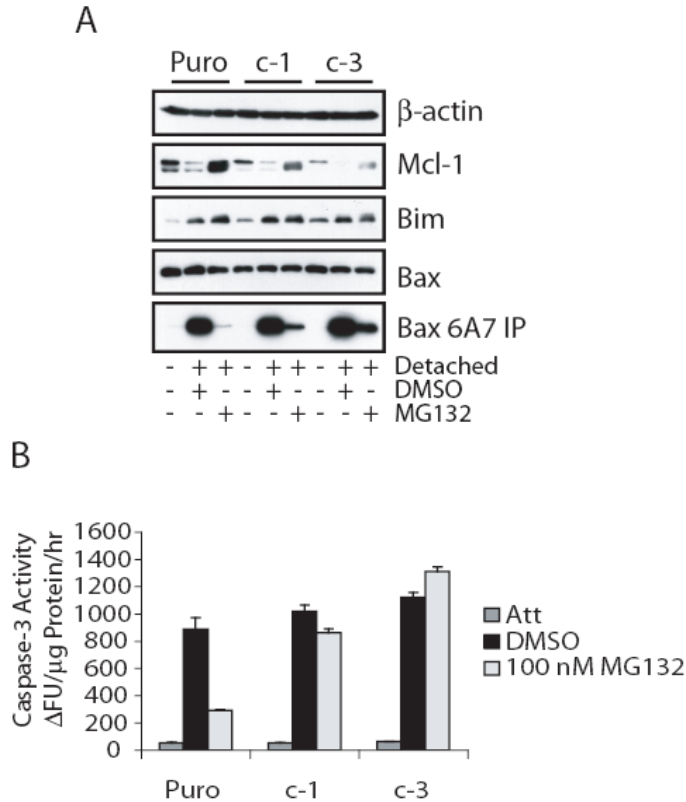 A
Puro c-1 c-3
β-actin
Mcl-1
Bim
Bax
Bax 6A7 IP
- + + - + + - + + Detached
- + - - + - - + - DMSO
- - + - - + - - + MG132
B
Caspase-3 Activity
ΔFU/μg Protein/hr
1600
1400
1200
1000
800
600
400
200
0
Puro c-1 c-3
Att
DMSO
100 nM MG132